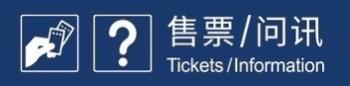 ?
售票/问讯
Tickets/Information